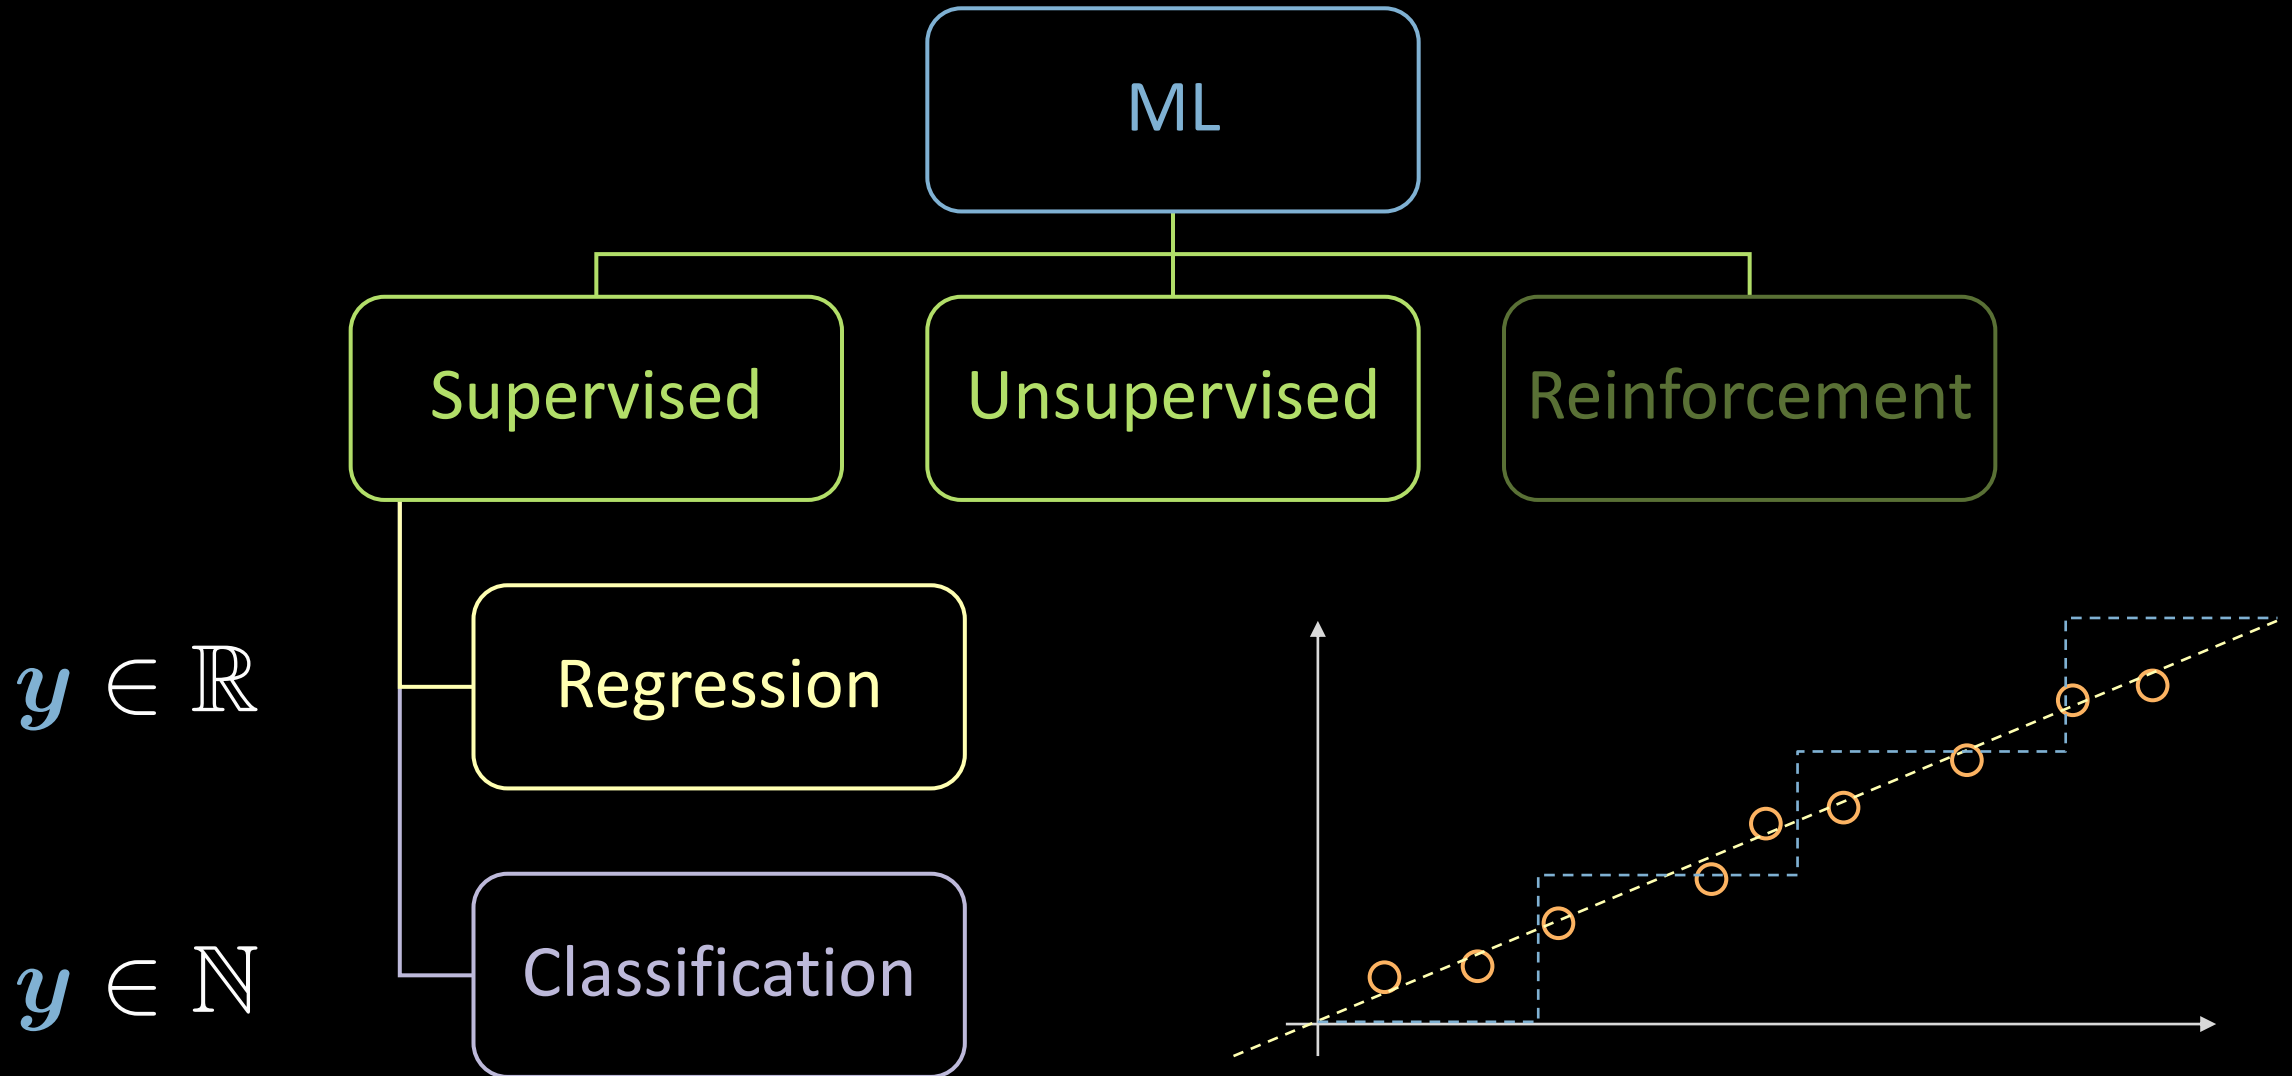 ML
Supervised
Unsupervised
Reinforcement
y ∈ ℝ
Regression
y ∈ ℕ
Classification